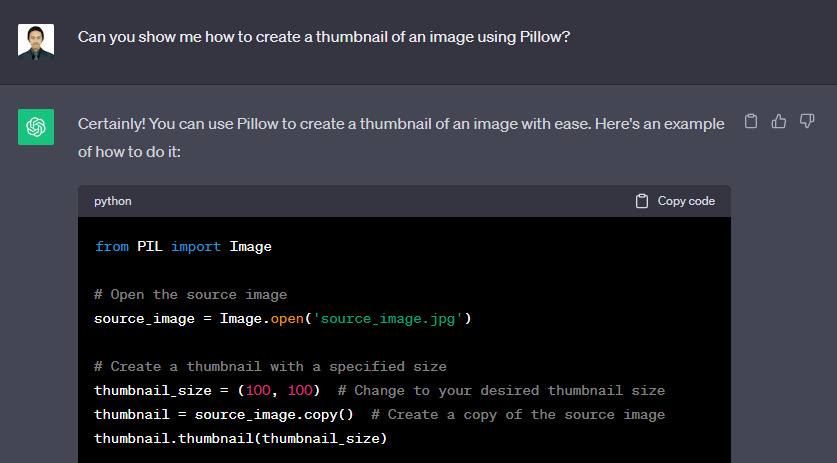 Can you show me how to create a thumbnail of an image using Pillow?
Certainly! You can use Pillow to create a thumbnail of an image with ease. Here's an example
of how to do it:
python
Copy code
from PIL import Image
# Open the source image
source_image = Image.open('source_image.jpg')
# Create a thumbnail with a specified size
thumbnail_size = (100, 100)  # Change to your desired thumbnail size
thumbnail = source_image.copy()  # Create a copy of the source image
thumbnail.thumbnail(thumbnail_size)